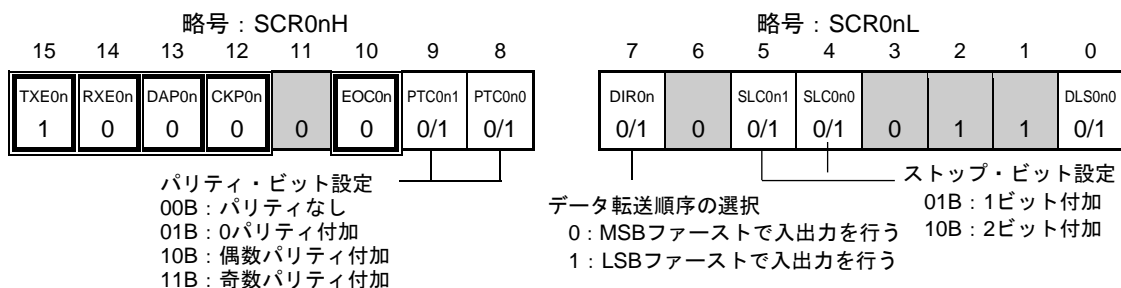 略号：SCR0nH
15 14 13 12 11 10 9 8
TXE0n RXE0n DAP0n CKP0n EOC0n PTC0n1 PTC0n0
1 0 0 0 0 0 0/1 0/1
パリティ・ビット設定
00B：パリティなし
01B：0パリティ付加
10B：偶数パリティ付加
11B：奇数パリティ付加
略号：SCR0nL
7 6 5 4 3 2 1 0
DIR0n SLC0n1 SLC0n0 DLS0n0
0/1 0 0/1 0/1 0 1 1 0/1
データ転送順序の選択
0：MSBファーストで入出力を行う
1：LSBファーストで入出力を行う
ストップ・ビット設定
01B：1ビット付加
10B：2ビット付加